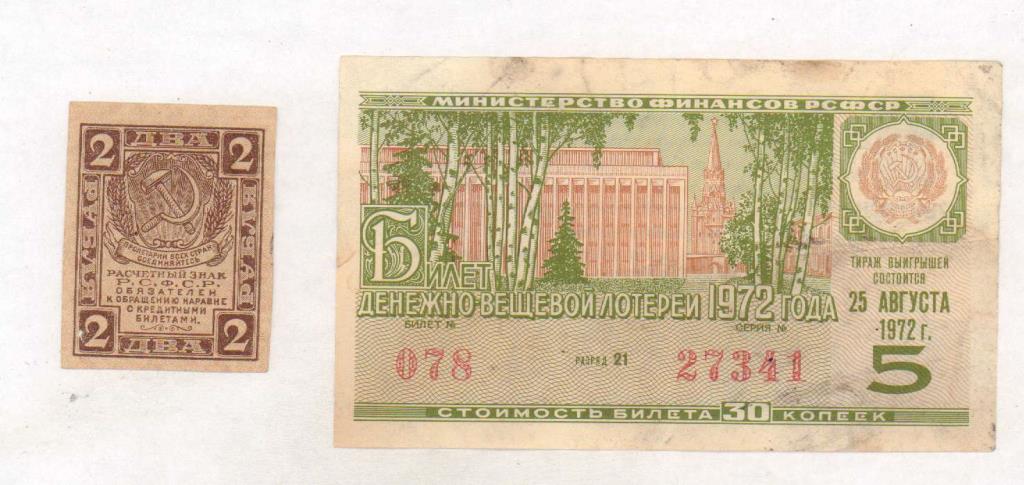 2 ДВА 2
РУБЛЯ
РУБЛЯ
ПРОЛЕТАРИИ ВСЕХ СТРАН
СОЕДИНЯЙТЕСЬ
РАСЧЕТНЫЙ ЗНАК
Р.С.Ф.С.Р.
ОБЯЗАТЕЛЕН
К ОБРАЩЕНИЮ НАРАВНЕ
С КРЕДИТНЫМИ
БИЛЕТАМИ.
2 ДВА 2
МИНИСТЕРСТВО ФИНАНСОВ РСФСР
БИЛЕТ
ДЕНЕЖНО-ВЕЩЕВОЙ ЛОТЕРЕИ 1972 ГОДА
БИЛЕТ №
СЕРИЯ №
078
РАЗРЯД 21
27341
ТИРАЖ ВЫИГРЫШЕЙ
СОСТОИТСЯ
25 АВГУСТА
1972 г.
5
СТОИМОСТЬ БИЛЕТА 30 КОПЕЕК